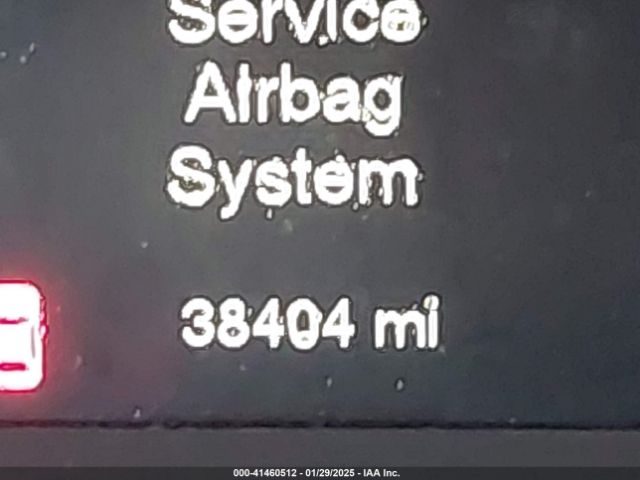 Service
Airbag
System
38404 mi
000-41460512 - 01/29/2025 - IAA Inc.